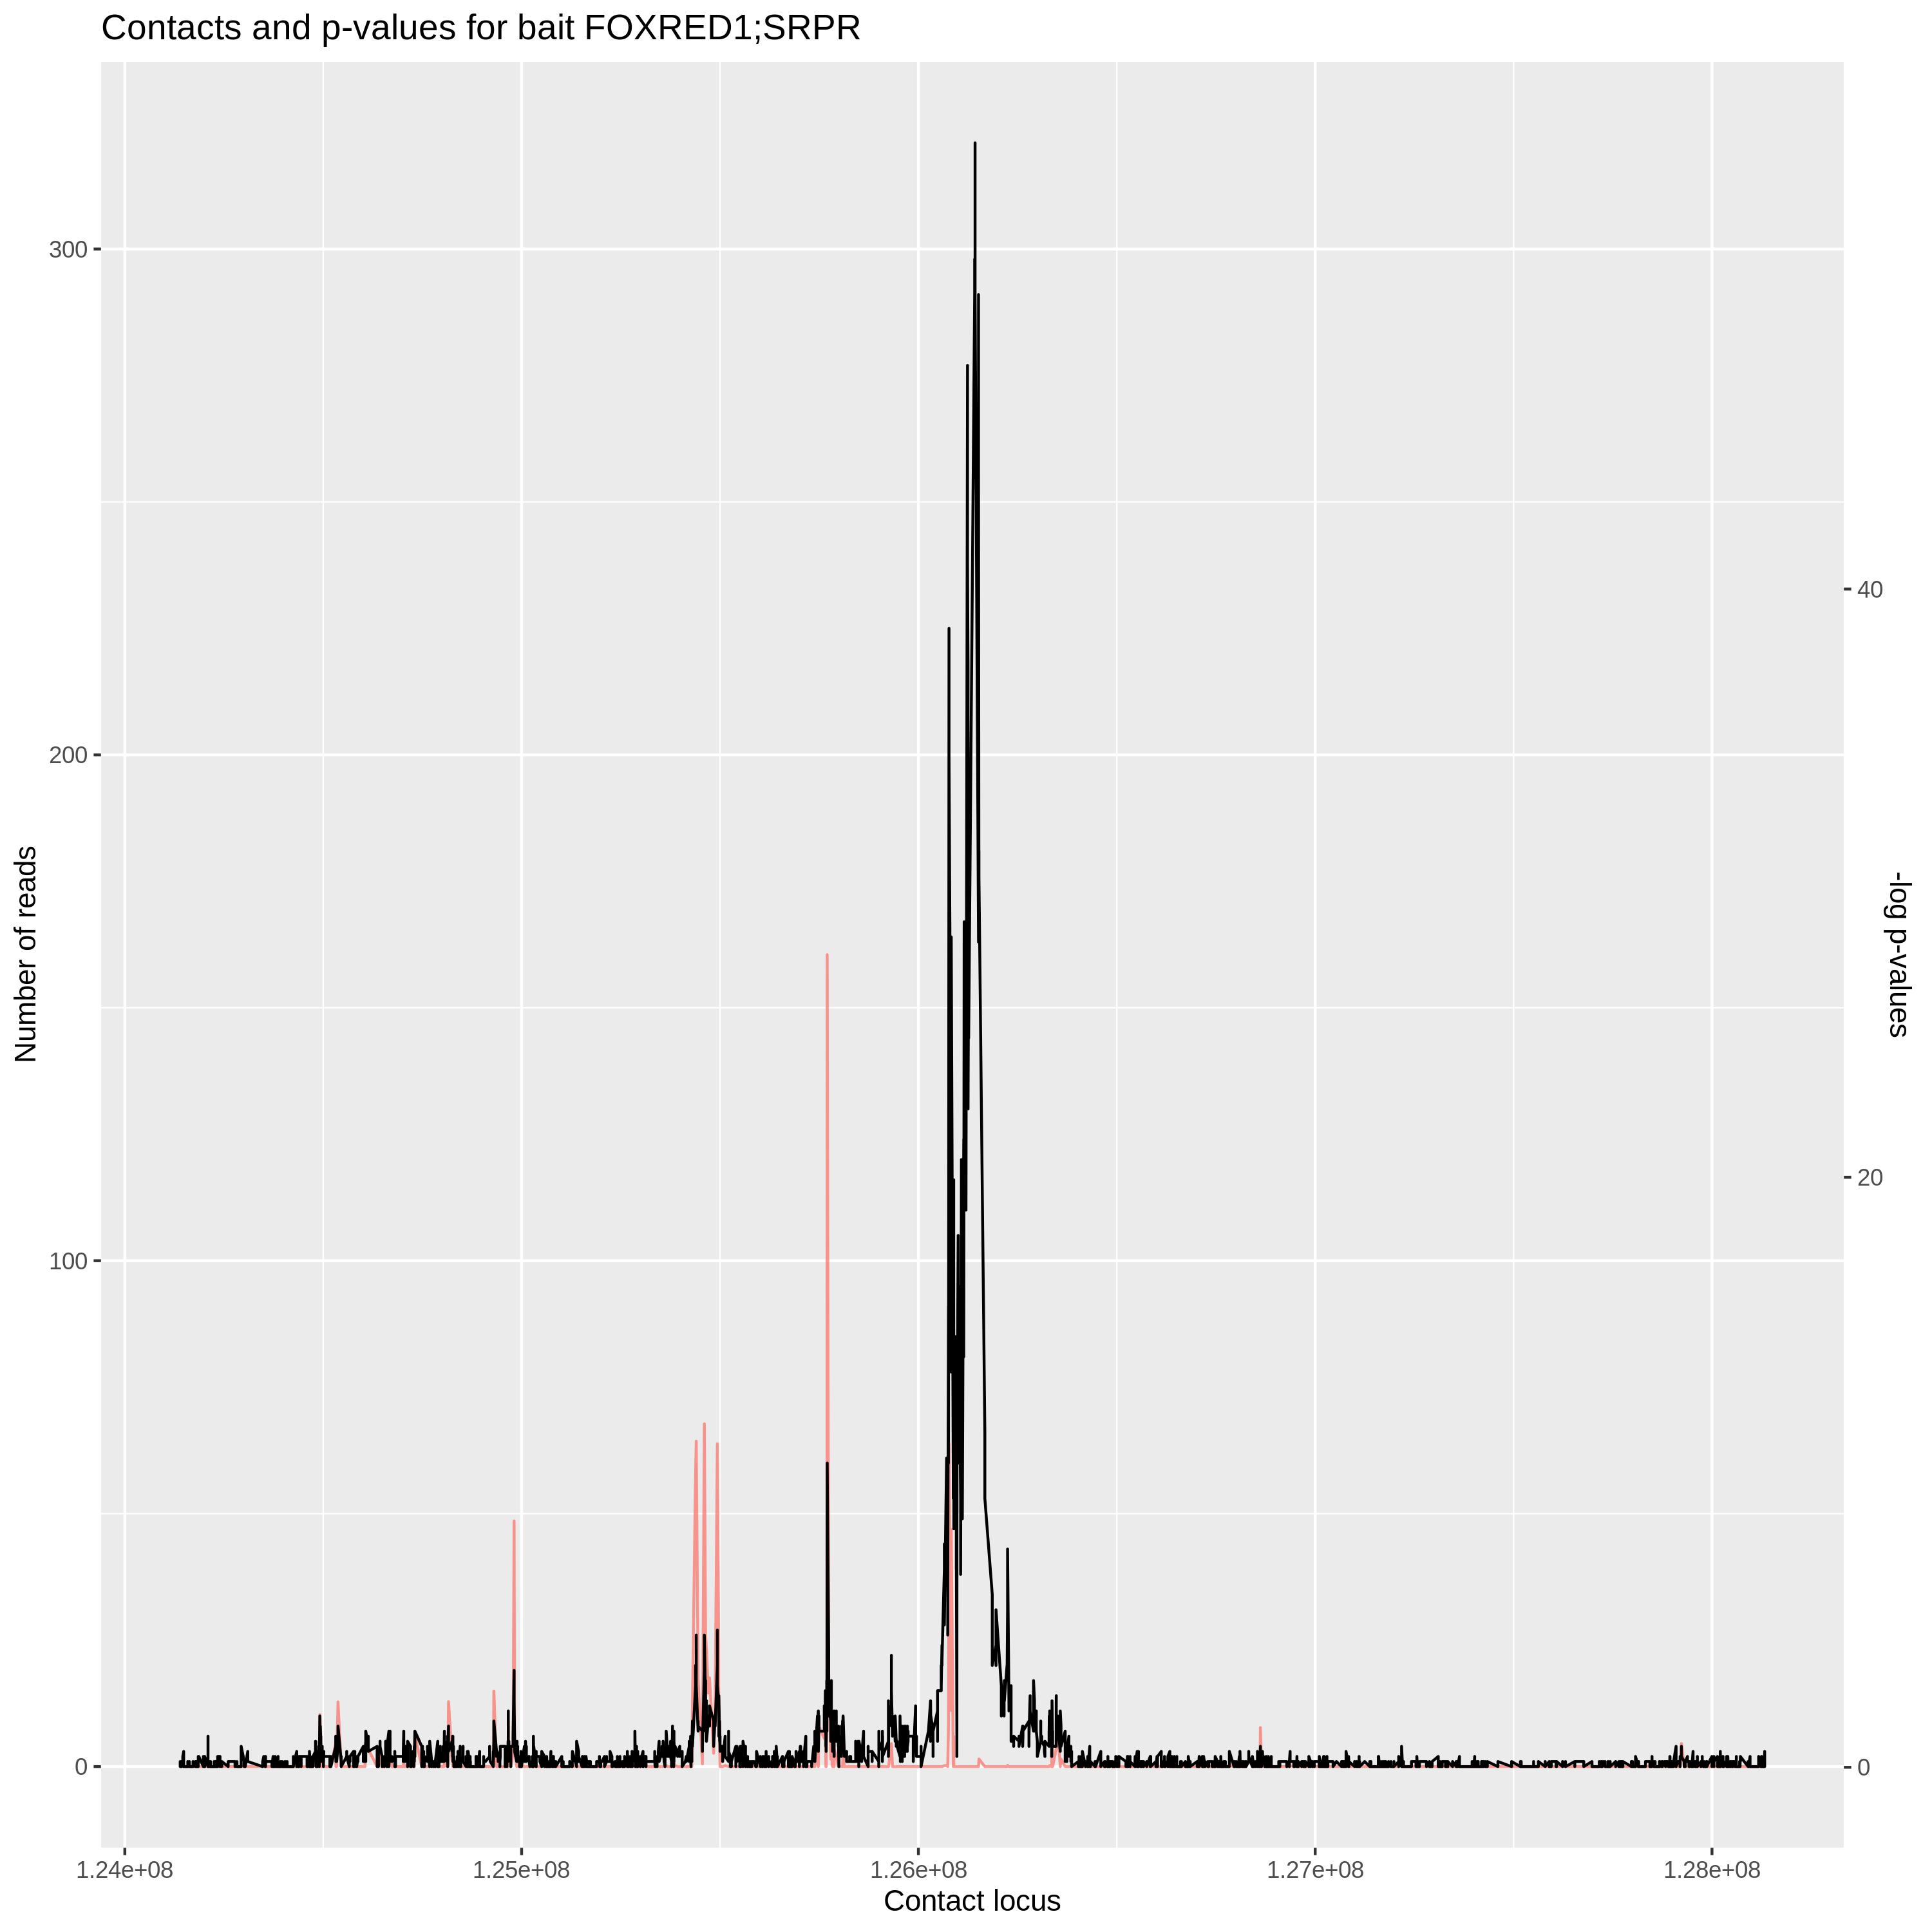 Contacts and p-values for bait FOXRED1;SRPR
300
200
100
0
Number of reads
40
20
0
-log p-values
1.24e+08
1.25e+08
1.26e+08
1.27e+08
1.28e+08
Contact locus